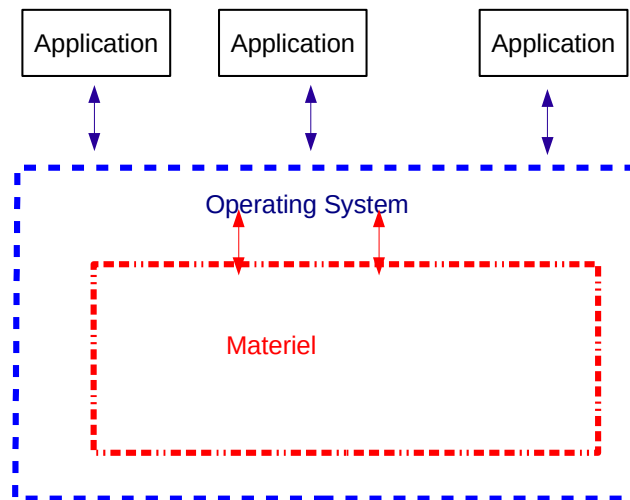 Application
Application
Application
Operating System
Materiel